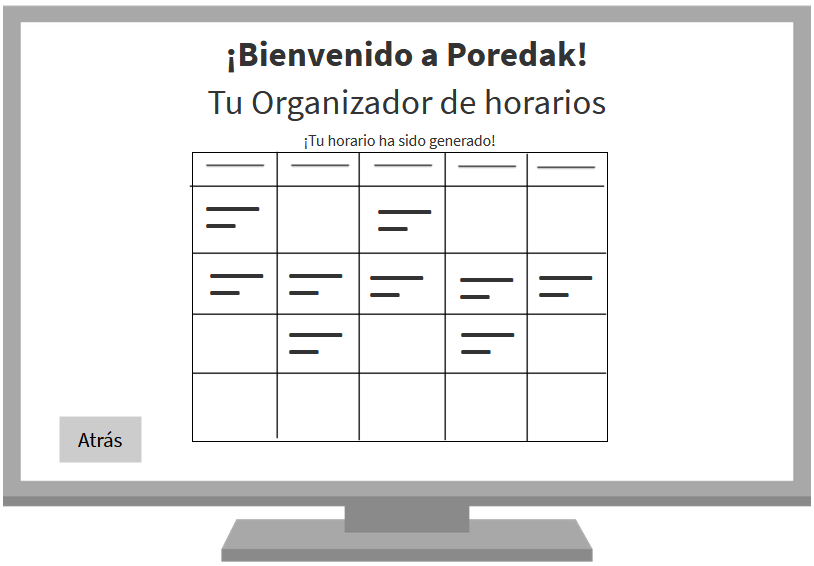 ¡Bienvenido a Poredak!
Tu Organizador de horarios
¡Tu horario ha sido generado!
Atrás